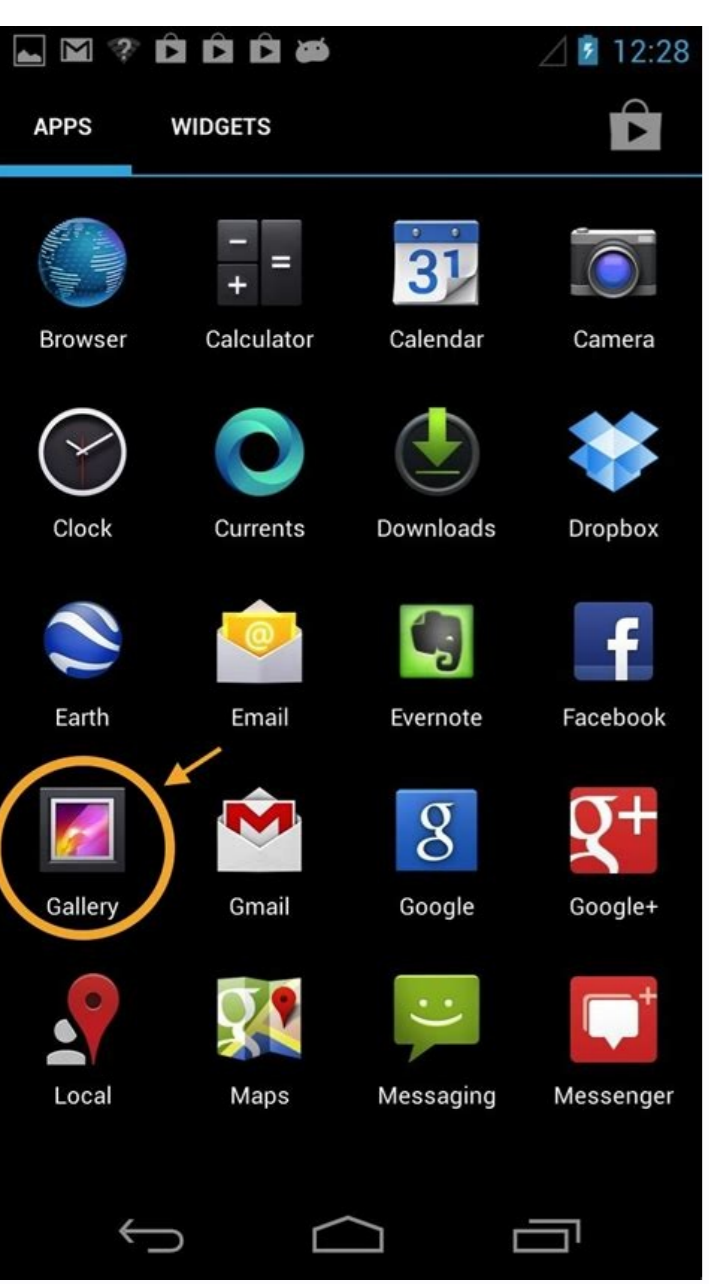 12:28
APPS WIDGETS
31
Browser Calculator Calendar Camera
Clock Currents Downloads Dropbox
@ f
Earth Email Evernote Facebook
g g+
Gallery Gmail Google Google+
g
Local Maps Messaging Messenger